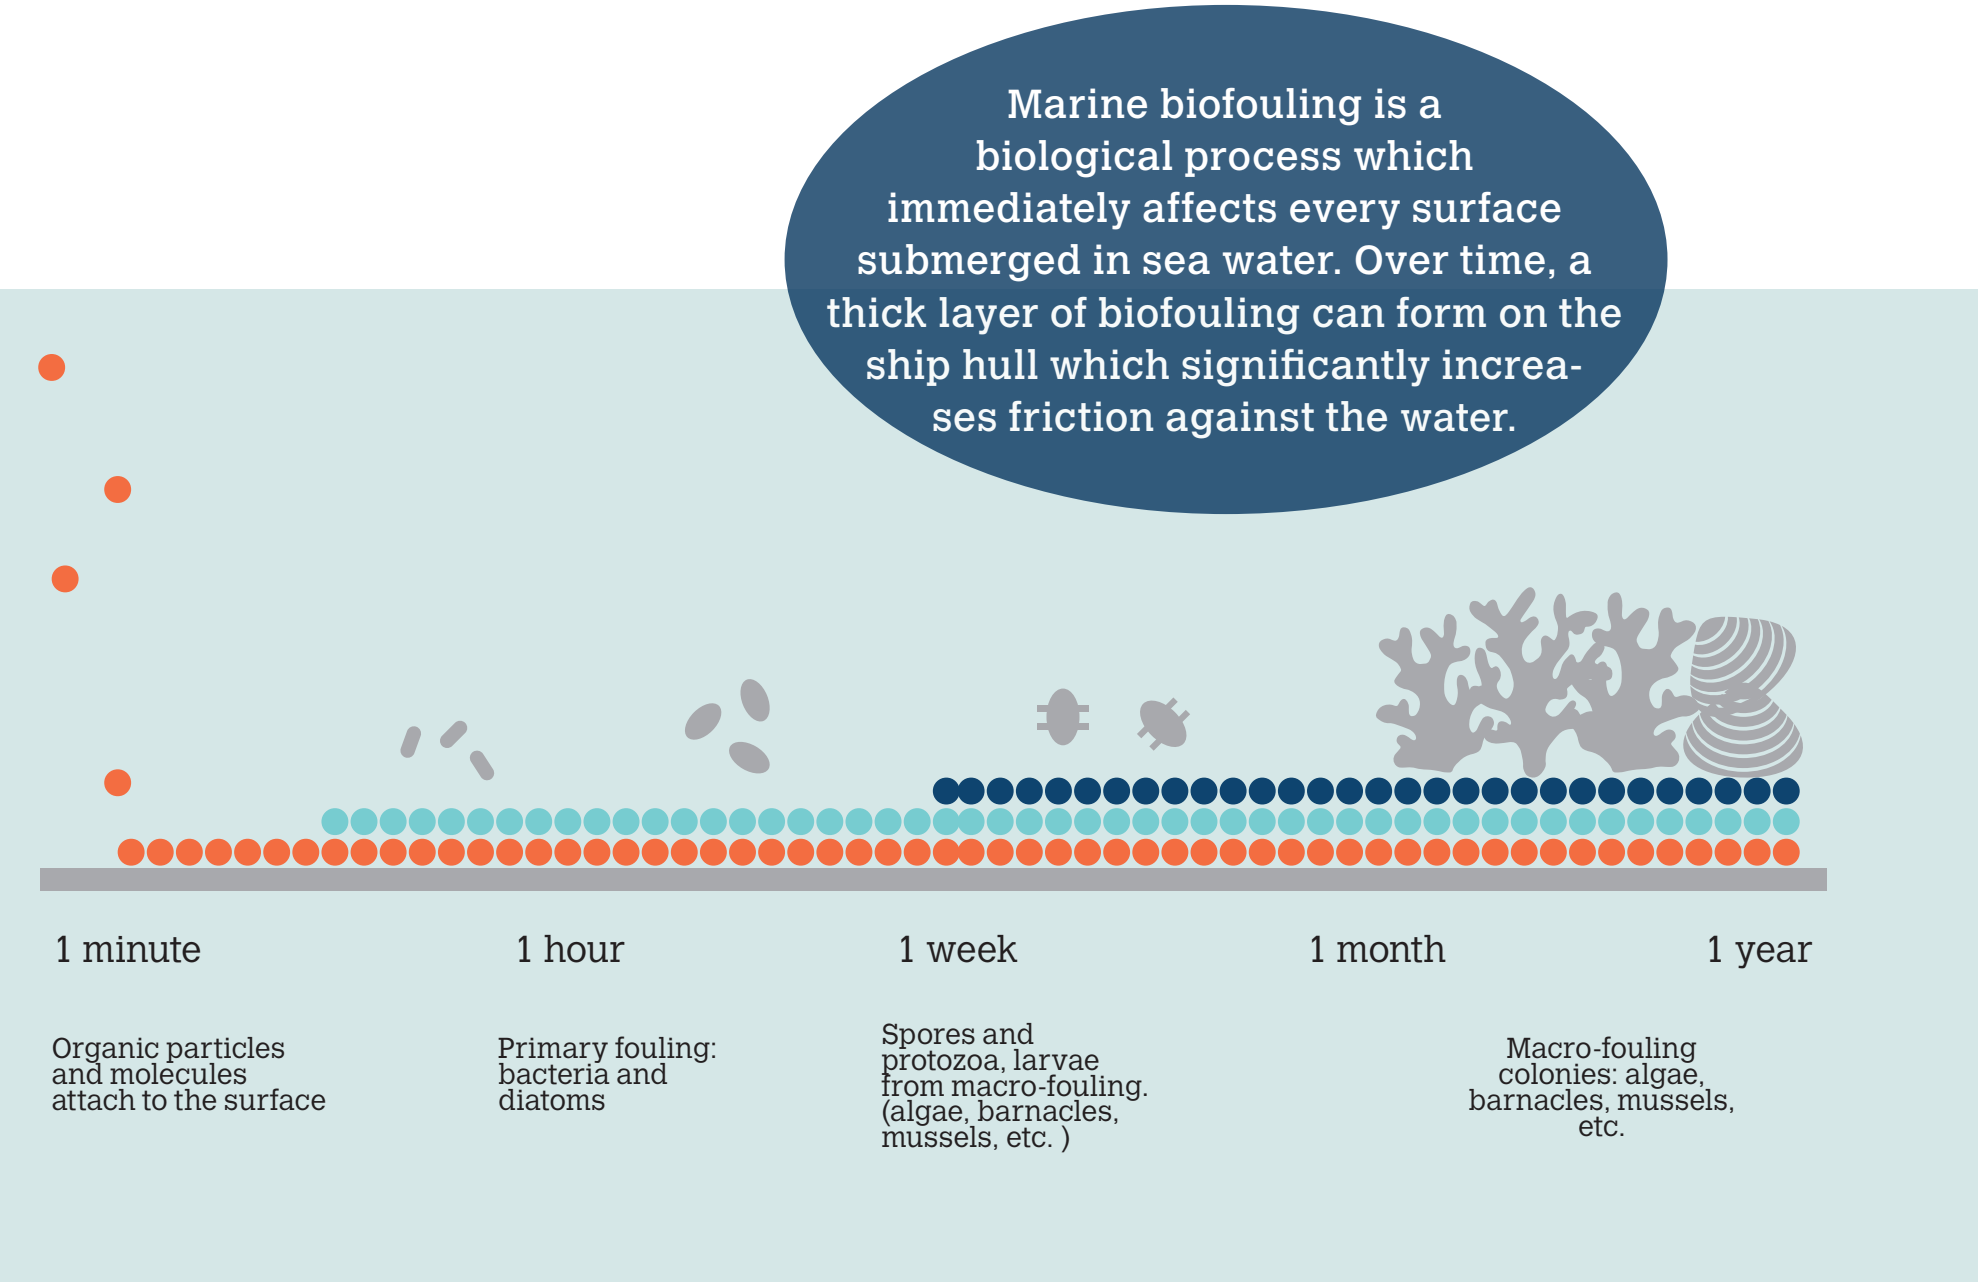 Marine biofouling is a
biological process which
immediately affects every surface
submerged in sea water. Over time, a
thick layer of biofouling can form on the
ship hull which significantly increa-
ses friction against the water.
1 minute
1 hour
1 week
1 month
1 year
Organic particles
and molecules
attach to the surface
Primary fouling:
bacteria and
diatoms
Spores and
protozoa, larvae
from macro-fouling.
(algae, barnacles,
mussels, etc. )
Macro-fouling
colonies: algae,
barnacles, mussels,
etc.